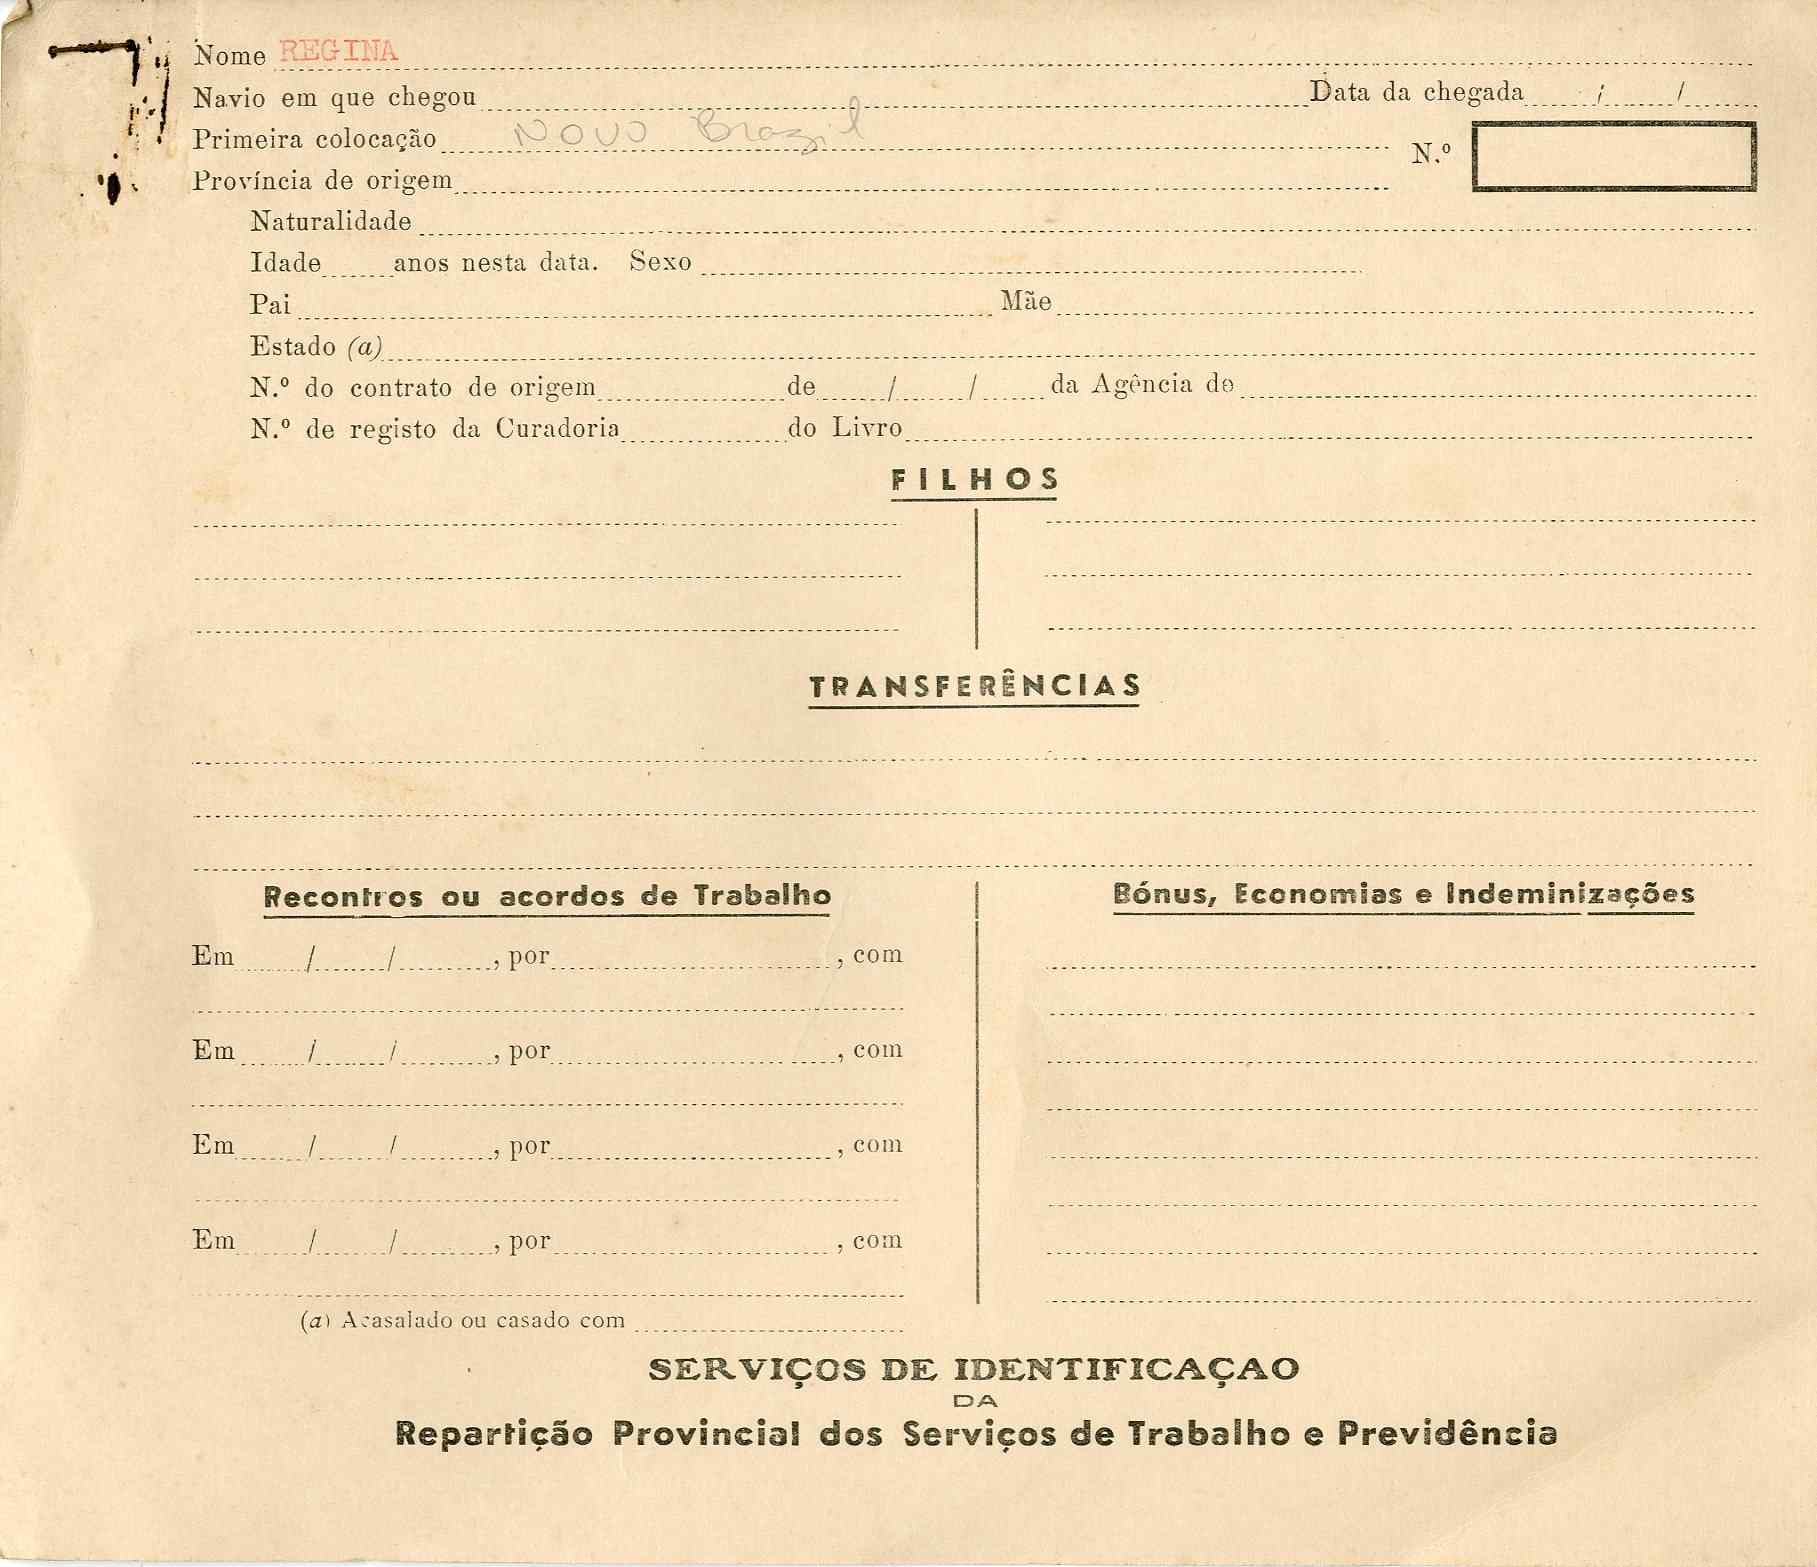 Nome REGINA
Navio em que chegou Data da chegada / /
Primeira colocação Novo Brazil N.º
Província de origem
Naturalidade
Idade anos nesta data. Sexo
Pai Mãe
Estado (a)
N.º do contrato de origem de / / da Agência de
N.º de registo da Curadoria do Livro
FILHOS
TRANSFERÊNCIAS
Recontros ou acordos de Trabalho Bónus, Economias e Indeminizações
Em / / , por , com
Em / / , por , com
Em / / , por , com
Em / / , por , com
(a) Acasalado ou casado com
SERVIÇOS DE IDENTIFICAÇAO
DA
Repartição Provincial dos Serviços de Trabalho e Previdência